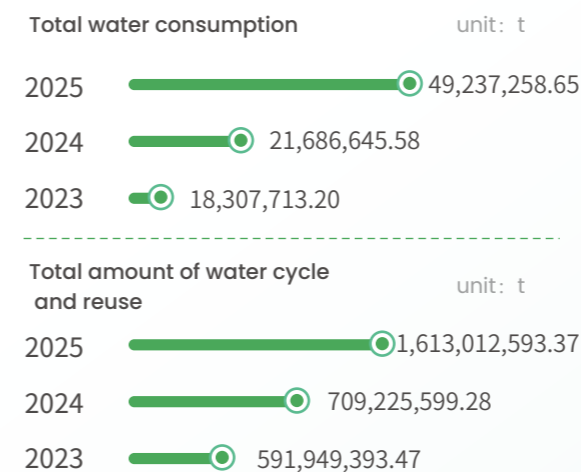 Total water consumption unit: t
2025 49,237,258.65
2024 21,686,645.58
2023 18,307,713.20
Total amount of water cycle
and reuse unit: t
2025 1,613,012,593.37
2024 709,225,599.28
2023 591,949,393.47